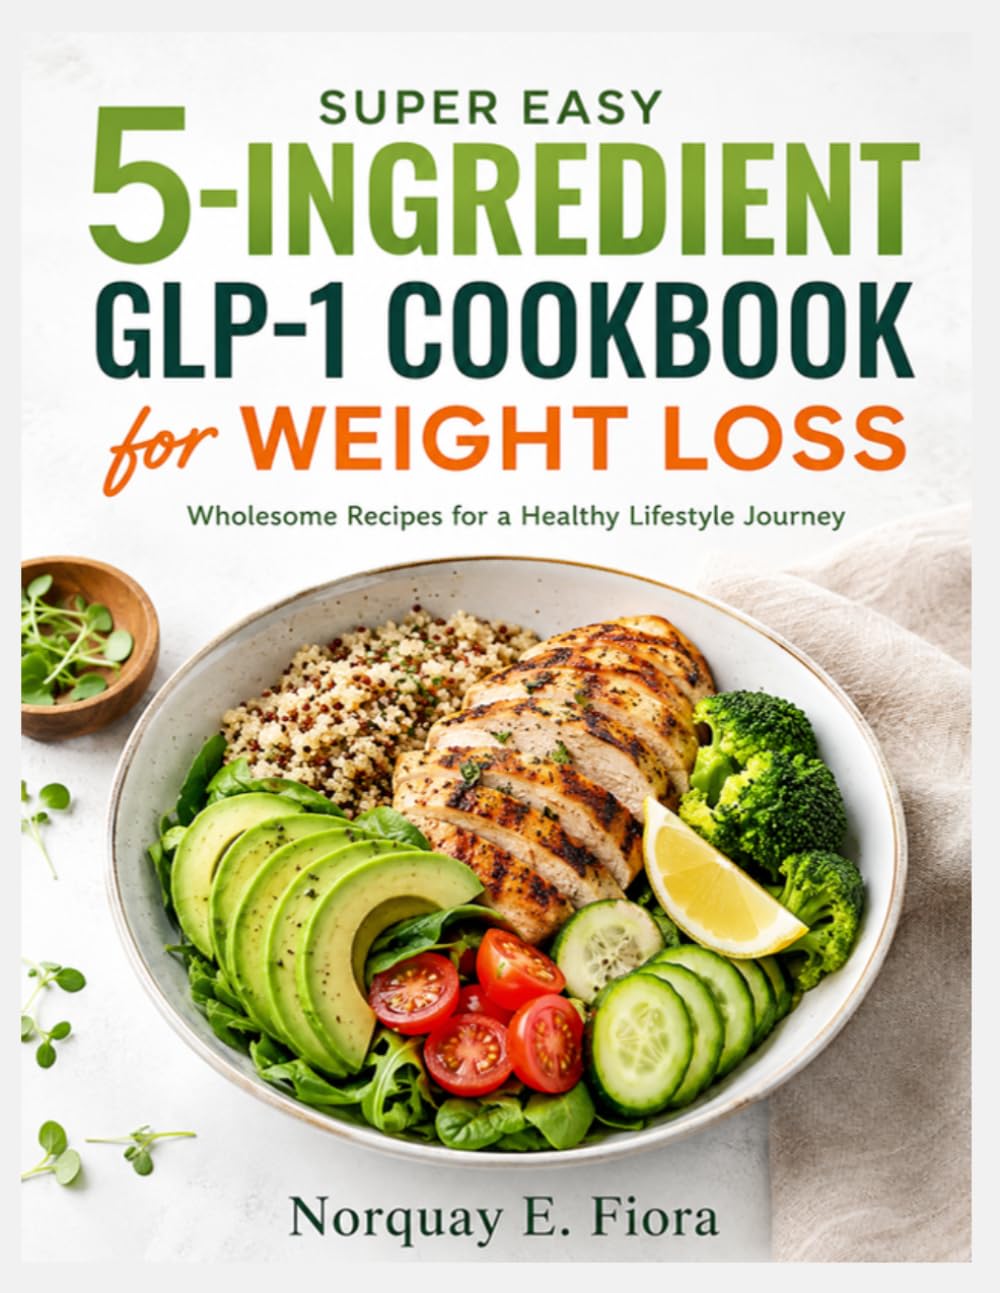 SUPER EASY
5-INGREDIENT
GLP-1 COOKBOOK
for WEIGHT LOSS
Wholesome Recipes for a Healthy Lifestyle Journey
Norquay E. Fiora